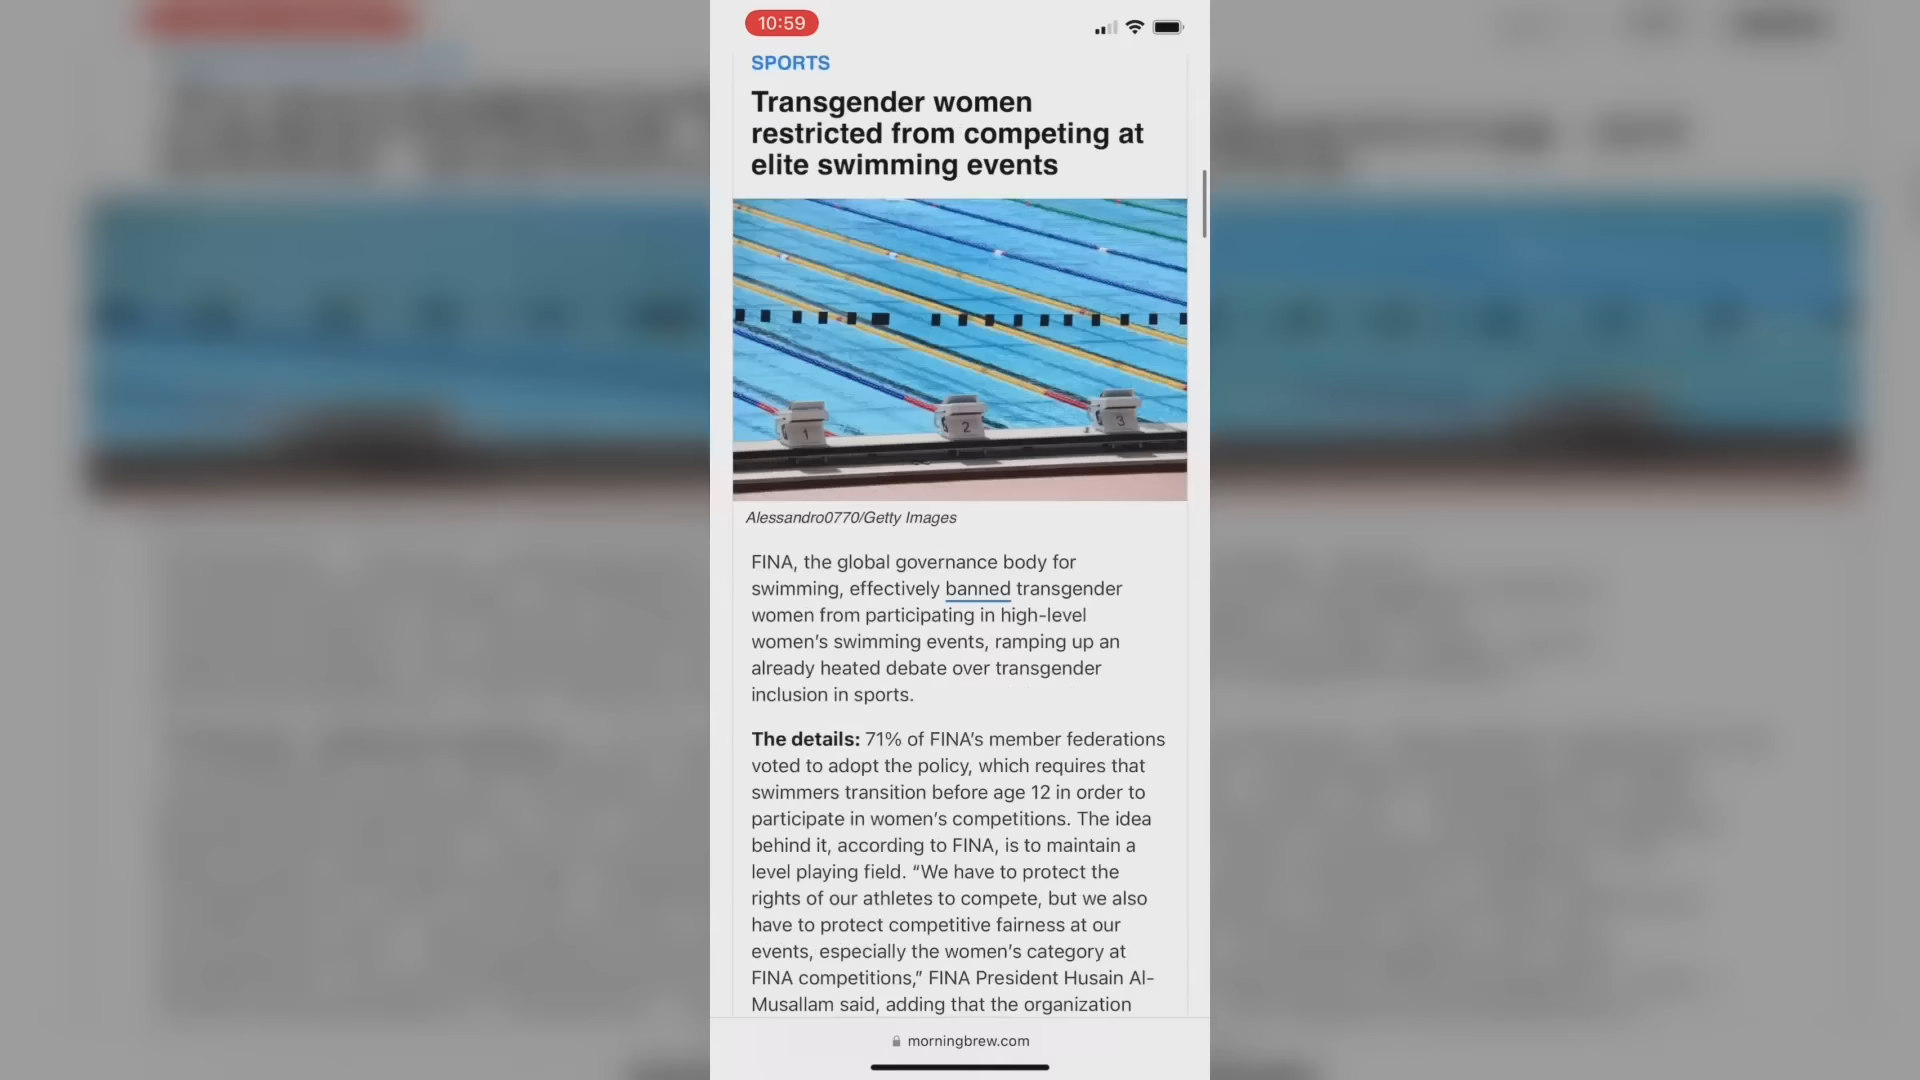 10:59
SPORTS
Transgender women
restricted from competing at
elite swimming events
1
2
3
Alessandro0770/Getty Images
FINA, the global governance body for
swimming, effectively banned transgender
women from participating in high-level
women's swimming events, ramping up an
already heated debate over transgender
inclusion in sports.
The details: 71% of FINA's member federations
voted to adopt the policy, which requires that
swimmers transition before age 12 in order to
participate in women's competitions. The idea
behind it, according to FINA, is to maintain a
level playing field. “We have to protect the
rights of our athletes to compete, but we also
have to protect competitive fairness at our
events, especially the women's category at
FINA competitions,” FINA President Husain Al-
Musallam said, adding that the organization
morningbrew.com